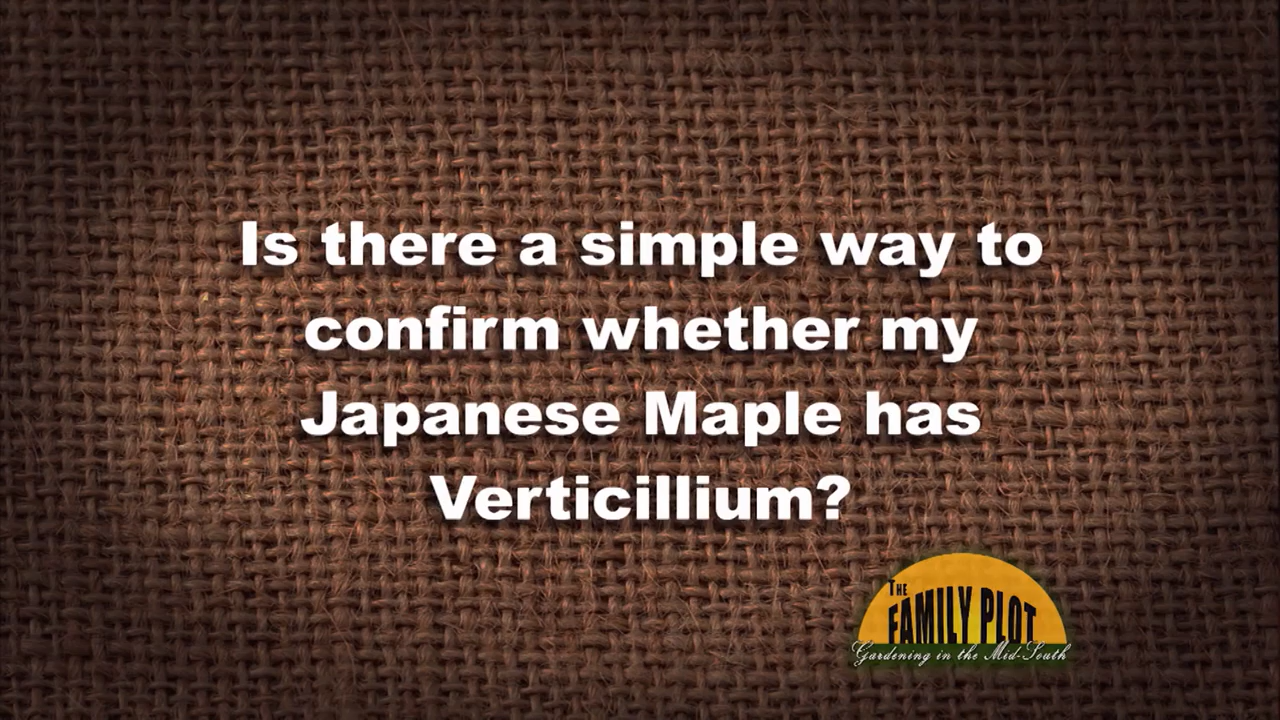 Is there a simple way to
confirm whether my
Japanese Maple has
Verticillium?
THE
FAMILY PLOT
Gardening in the Mid-South